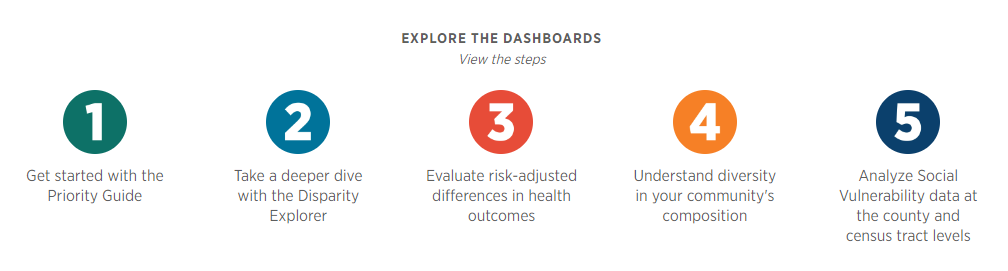 EXPLORE THE DASHBOARDS
View the steps
1
Get started with the
Priority Guide
2
Take a deeper dive
with the Disparity
Explorer
3
Evaluate risk-adjusted
differences in health
outcomes
4
Understand diversity
in your community's
composition
5
Analyze Social
Vulnerability data at
the county and
census tract levels